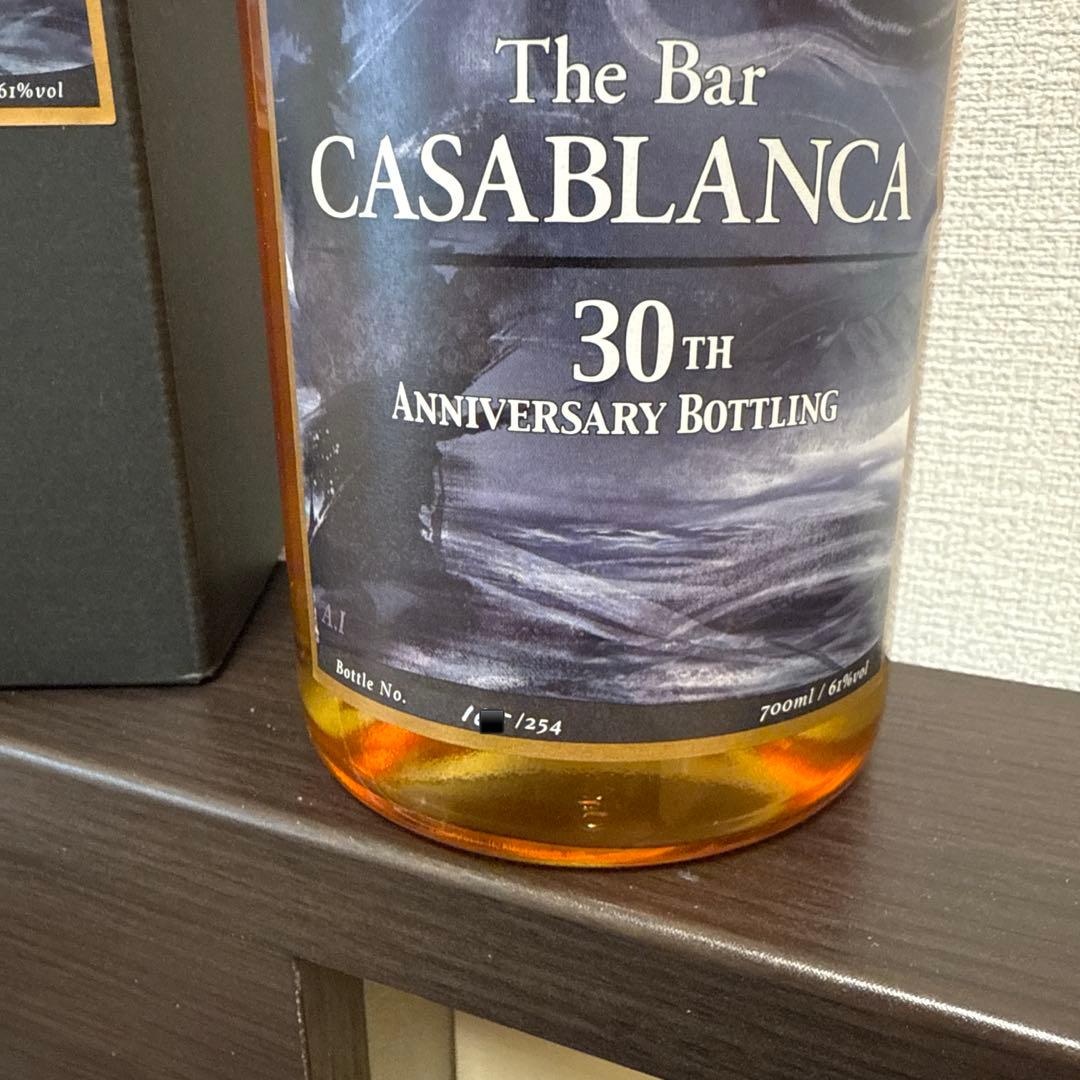 61%vol
The Bar
CASABLANCA
30TH
ANNIVERSARY BOTTLING
A.I
Bottle No.
/254
700ml / 61%vol